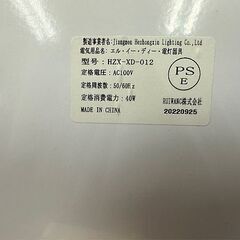 製造事業者名:Jiangmen Hezhongxin Lighting Co.,Ltd
電気用品名:エル・イー・ディー・電灯器具
型号:HZX-XD-012
定格電圧:AC100V
定格周波数:50/60Hz
定格消費電力:40W
MADE IN CHINA
PS
E
RUIWANG株式会社
20220925